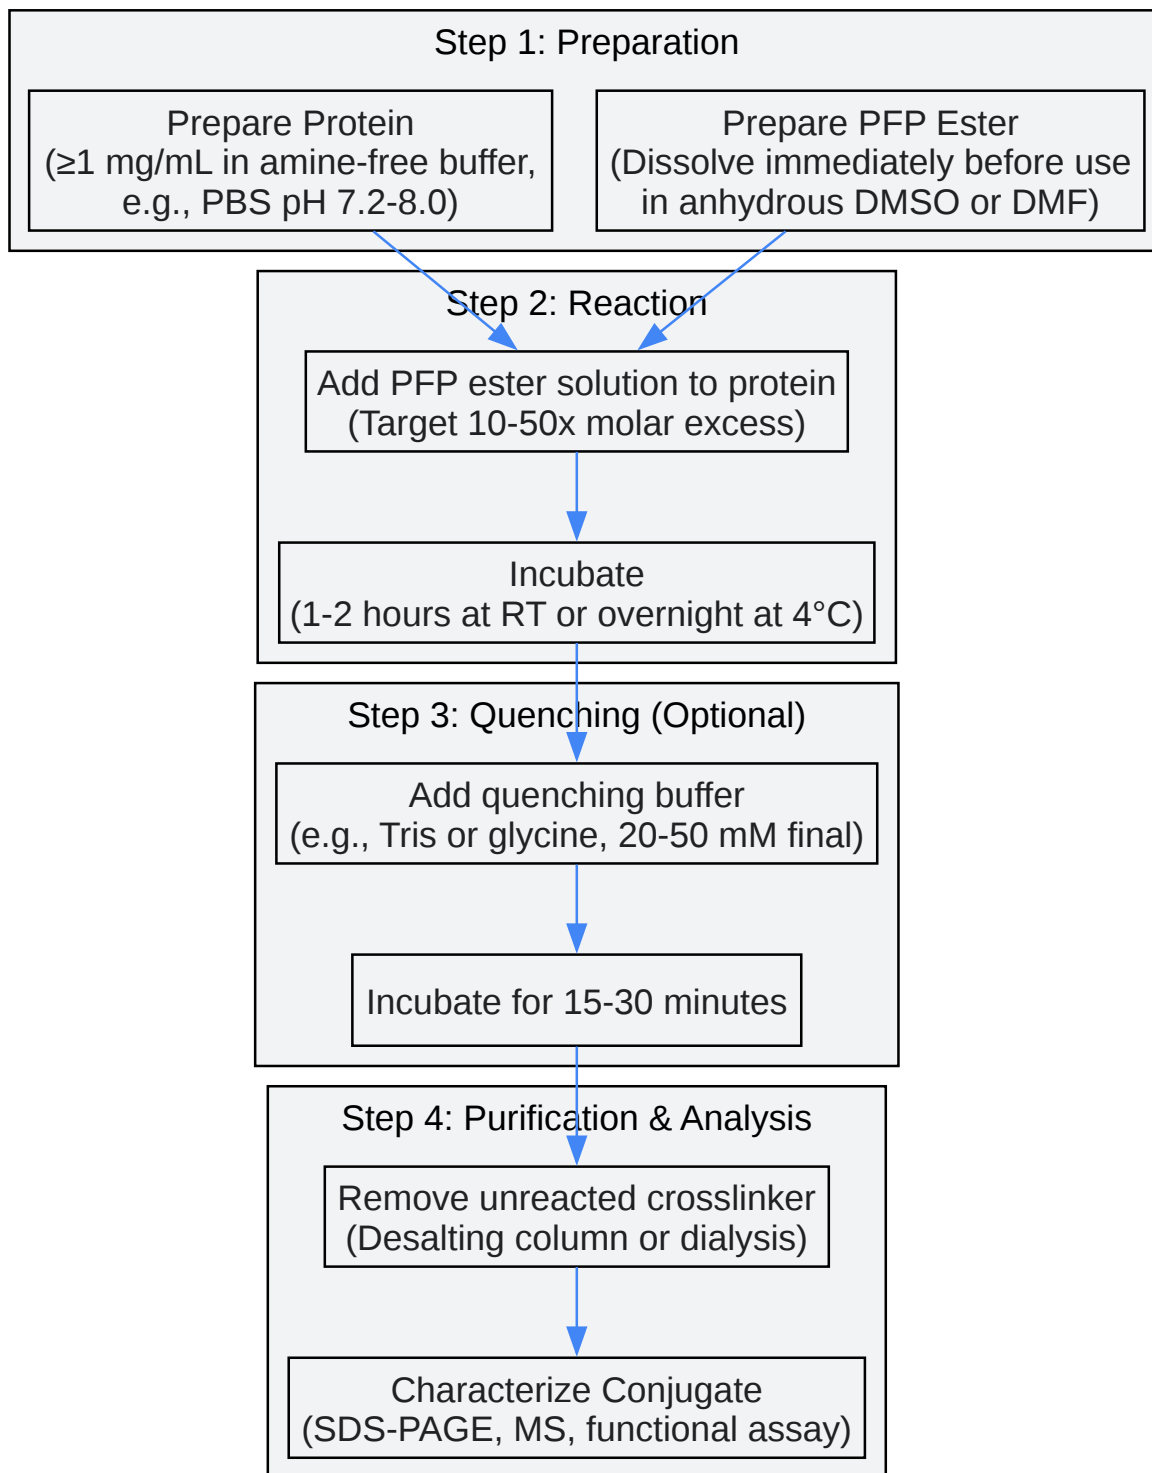 Step 1: Preparation
Prepare Protein
(≥1 mg/mL in amine-free buffer,
e.g., PBS pH 7.2-8.0)
Prepare PFP Ester
(Dissolve immediately before use
in anhydrous DMSO or DMF)
Step 2: Reaction
Add PFP ester solution to protein
(Target 10-50x molar excess)
Incubate
(1-2 hours at RT or overnight at 4°C)
Step 3: Quenching (Optional)
Add quenching buffer
(e.g., Tris or glycine, 20-50 mM final)
Incubate for 15-30 minutes
Step 4: Purification & Analysis
Remove unreacted crosslinker
(Desalting column or dialysis)
Characterize Conjugate
(SDS-PAGE, MS, functional assay)